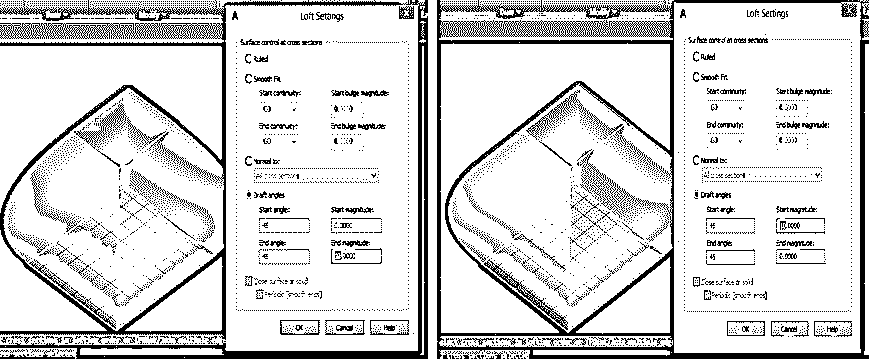 Loft Settings
Surface control at cross sections
Ruled
Smooth Fit
Start continuity:
Start bulge magnitude:
G0
0.0000
End continuity:
End bulge magnitude:
G0
0.0000
Normal to:
All cross sections
Draft angles
Start angle:
Start magnitude:
45
0.0000
End angle:
End magnitude:
45
0.0000
Close surface or solid
Periodic (smooth ends)
OK
Cancel
Help
Loft Settings
Surface control at cross sections
Ruled
Smooth Fit
Start continuity:
Start bulge magnitude:
G0
0.0000
End continuity:
End bulge magnitude:
G0
0.0000
Normal to:
All cross sections
Draft angles
Start angle:
Start magnitude:
45
0.0000
End angle:
End magnitude:
45
0.0000
Close surface or solid
Periodic (smooth ends)
OK
Cancel
Help